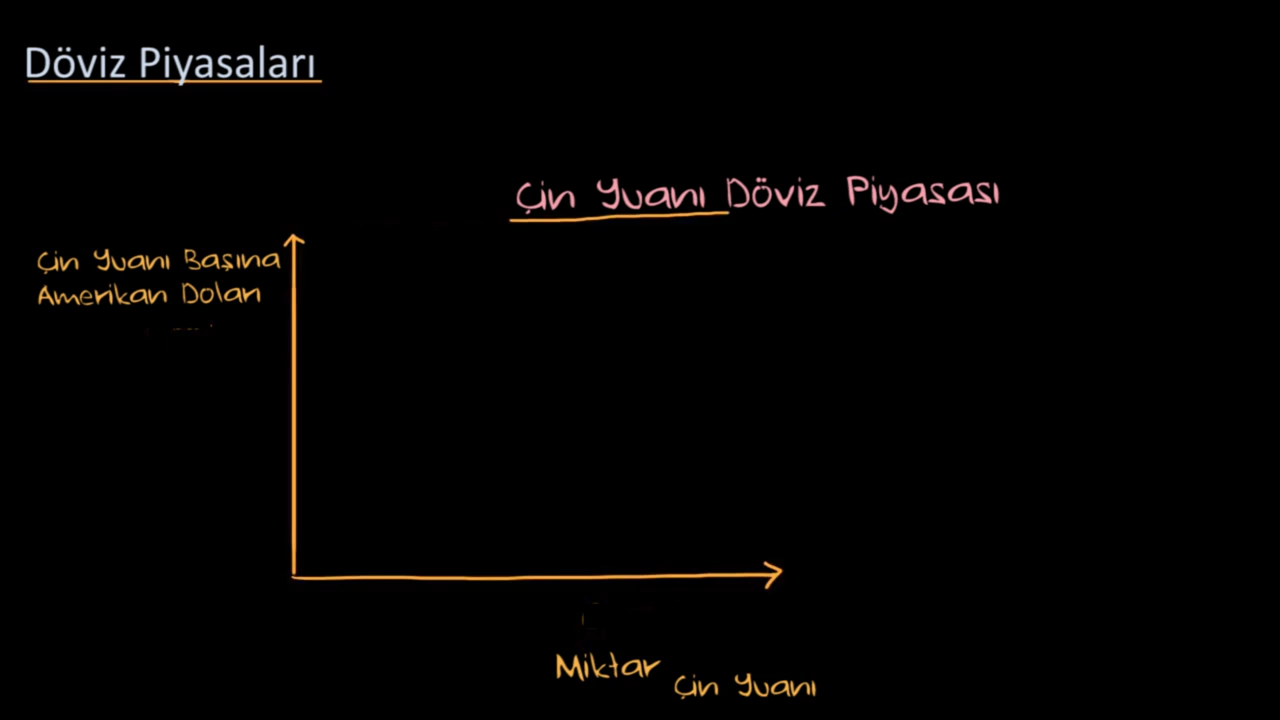 Döviz Piyasaları
Çin Yuanı Döviz Piyasası
Çin Yuanı Başına
Amerikan Doları
Miktar
Çin Yuanı